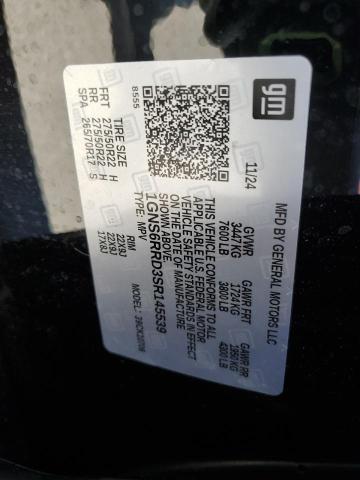 gm
MFD BY GENERAL MOTORS LLC
11/24 GVWR GAWR FRT GAWR RR
3447 KG 1724 KG 1950 KG
7600 LB 3800 LB 4300 LB
THIS VEHICLE CONFORMS TO ALL
APPLICABLE U.S. FEDERAL MOTOR
VEHICLE SAFETY STANDARDS IN EFFECT
ON THE DATE OF MANUFACTURE
SHOWN ABOVE.
1GNS6RRD3SR145539
TYPE: MPV MODEL:
8555
TIRE SIZE RIM
FRT 275/50R22 H 22X9J
RR 275/50R22 H 22X9J
SPA 265/70R17 S 17X8J